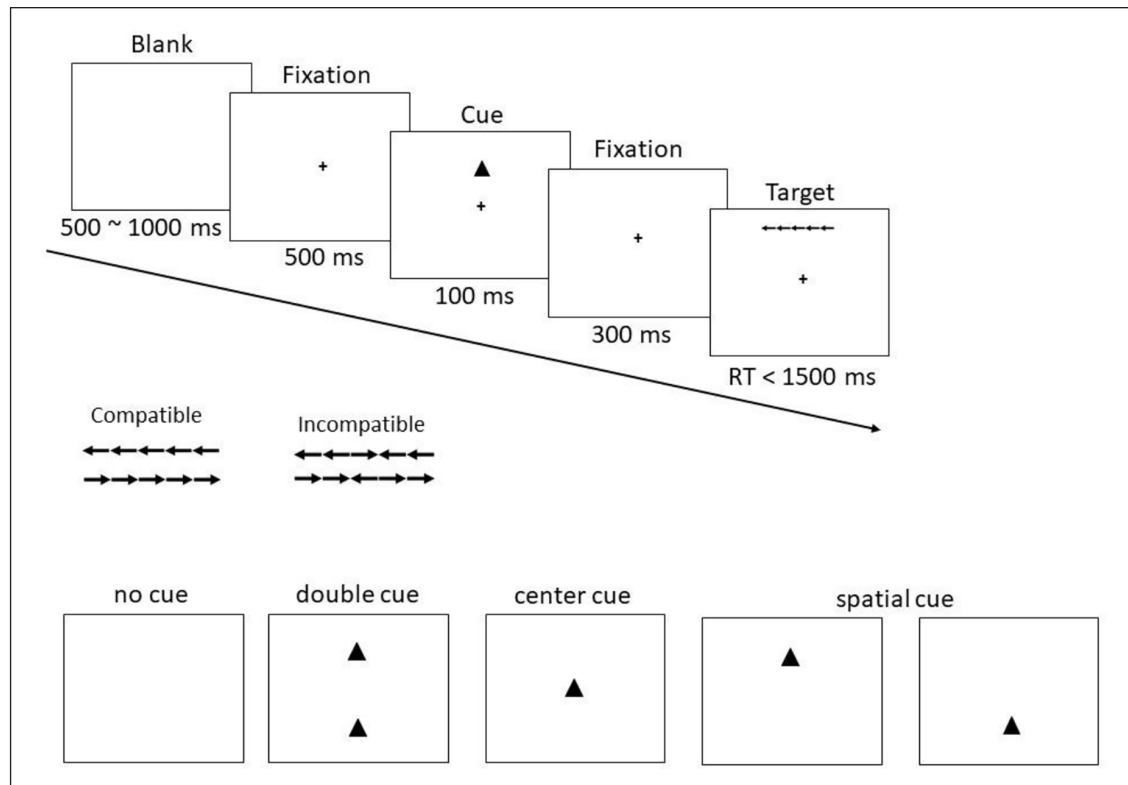 Blank
Fixation
Cue
Fixation
Target
500 ~ 1000 ms
500 ms
100 ms
300 ms
RT < 1500 ms
Compatible
Incompatible
no cue
double cue
center cue
spatial cue